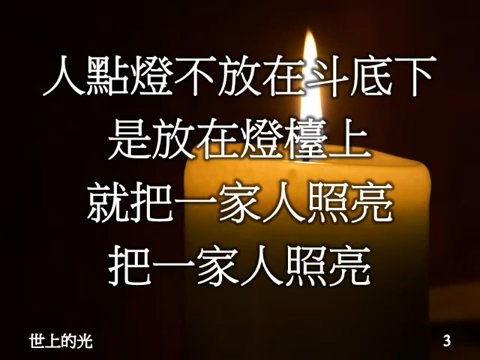 人點燈不放在斗底下
是放在燈檯上
就把一家人照亮
把一家人照亮
世上的光
3